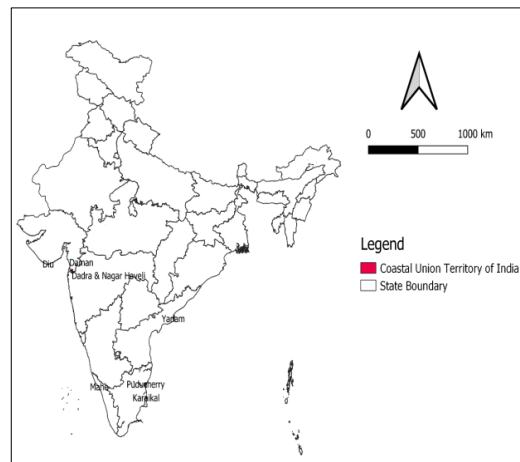 0 500 1000 km
Legend
Coastal Union Territory of India
State Boundary
Diu
Daman
Dadra & Nagar Haveli
Yanam
Mahe
Puducherry
Karaikal